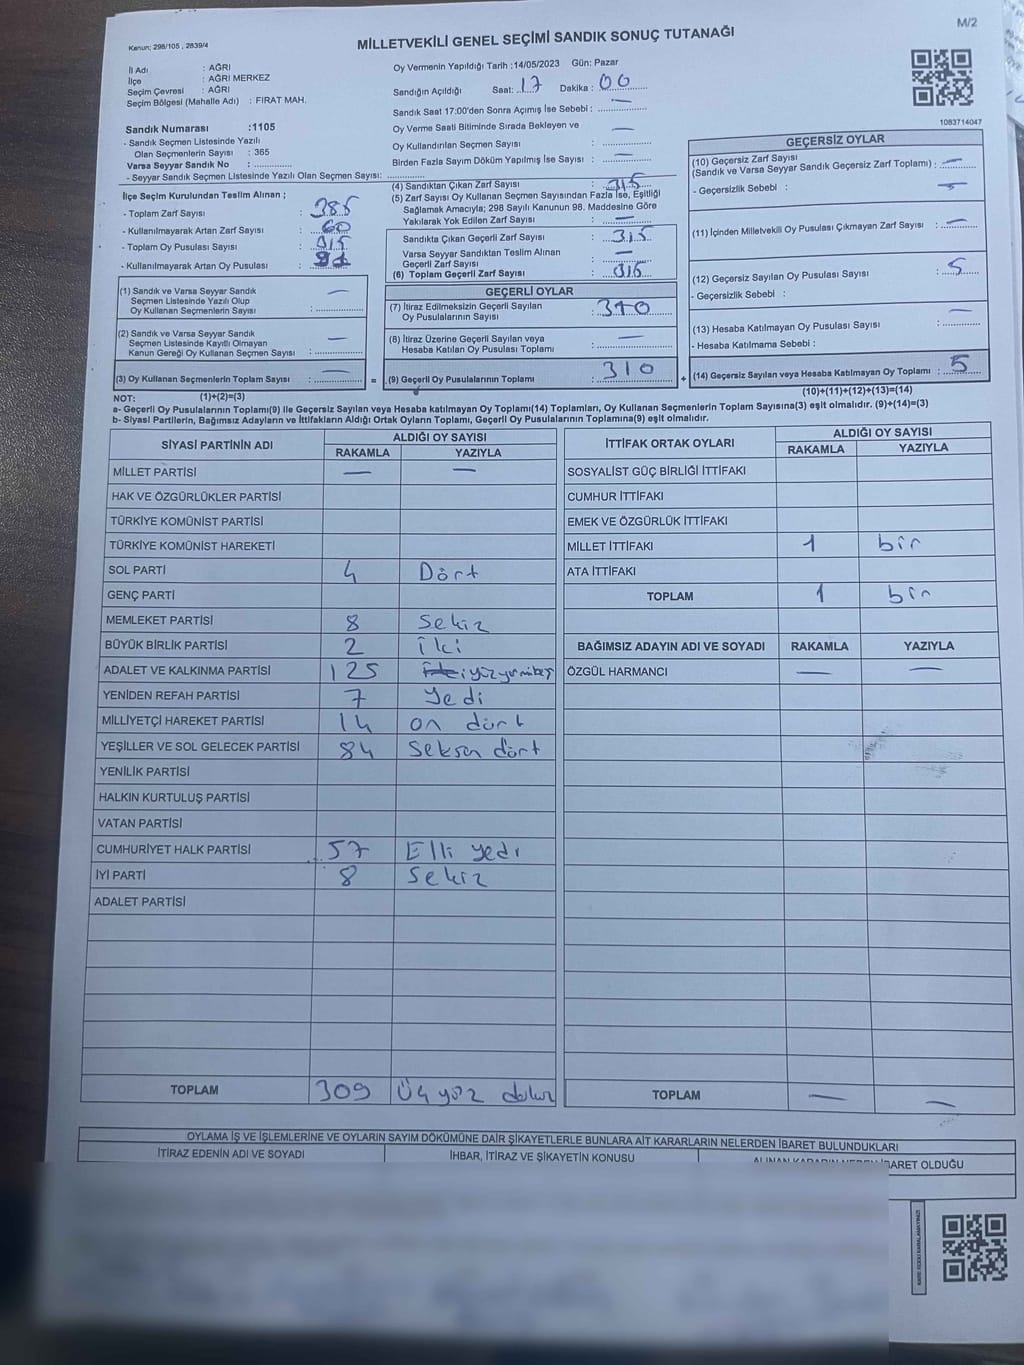 M/2
Kanun; 298/105 , 2839/4
MİLLETVEKİLİ GENEL SEÇİMİ SANDIK SONUÇ TUTANAĞI
İl Adı : AĞRI
İlçe : AĞRI MERKEZ
Seçim Çevresi : AĞRI
Seçim Bölgesi (Mahalle Adı) : FIRAT MAH.
Sandık Numarası :1105
- Sandık Seçmen Listesinde Yazılı
Olan Seçmenlerin Sayısı : 365
Varsa Seyyar Sandık No :
- Seyyar Sandık Seçmen Listesinde Yazılı Olan Seçmen Sayısı:
Oy Vermenin Yapıldığı Tarih :14/05/2023 Gün: Pazar
Sandığın Açıldığı Saat: 17 Dakika : 00
Sandık Saat 17:00'den Sonra Açımış İse Sebebi : —
Oy Verme Saati Bitiminde Sırada Bekleyen ve
Oy Kullandırılan Seçmen Sayısı : —
Birden Fazla Sayım Döküm Yapılmış İse Sayısı : —
1083714047
İlçe Seçim Kurulundan Teslim Alınan ;
- Toplam Zarf Sayısı : 385
- Kullanılmayarak Artan Zarf Sayısı : 60
- Toplam Oy Pusulası Sayısı :
- Kullanılmayarak Artan Oy Pusulası :
(1) Sandık ve Varsa Seyyar Sandık
Seçmen Listesinde Yazılı Olup
Oy Kullanan Seçmenlerin Sayısı : —
(2) Sandık ve Varsa Seyyar Sandık
Seçmen Listesinde Kayıtlı Olmayan
Kanun Gereği Oy Kullanan Seçmen Sayısı : —
(3) Oy Kullanan Seçmenlerin Toplam Sayısı : —
(4) Sandıktan Çıkan Zarf Sayısı : 315
(5) Zarf Sayısı Oy Kullanan Seçmen Sayısından Fazla İse, Eşitliği
Sağlamak Amacıyla; 298 Sayılı Kanunun 98. Maddesine Göre
Yakılarak Yok Edilen Zarf Sayısı : —
Sandıkta Çıkan Geçerli Zarf Sayısı : 315
Varsa Seyyar Sandıktan Teslim Alınan
Geçerli Zarf Sayısı : —
(6) Toplam Geçerli Zarf Sayısı : 315
GEÇERLİ OYLAR
(7) İtiraz Edilmeksizin Geçerli Sayılan
Oy Pusulalarının Sayısı : 310
(8) İtiraz Üzerine Geçerli Sayılan veya
Hesaba Katılan Oy Pusulası Toplamı : —
= (9) Geçerli Oy Pusulalarının Toplamı : 310 +
GEÇERSİZ OYLAR
(10) Geçersiz Zarf Sayısı
(Sandık ve Varsa Seyyar Sandık Geçersiz Zarf Toplamı) : —
- Geçersizlik Sebebi : —
(11) İçinden Milletvekili Oy Pusulası Çıkmayan Zarf Sayısı : —
(12) Geçersiz Sayılan Oy Pusulası Sayısı : 5
- Geçersizlik Sebebi :
(13) Hesaba Katılmayan Oy Pusulası Sayısı : —
- Hesaba Katılmama Sebebi :
(14) Geçersiz Sayılan veya Hesaba Katılmayan Oy Toplamı : 5
NOT: (1)+(2)=(3) (10)+(11)+(12)+(13)=(14)
a- Geçerli Oy Pusulalarının Toplamı(9) ile Geçersiz Sayılan veya Hesaba katılmayan Oy Toplamı(14) Toplamları, Oy Kullanan Seçmenlerin Toplam Sayısına(3) eşit olmalıdır. (9)+(14)=(3)
b- Siyasi Partilerin, Bağımsız Adayların ve İttifakların Aldığı Ortak Oyların Toplamı, Geçerli Oy Pusulalarının Toplamına(9) eşit olmalıdır.
SİYASİ PARTİNİN ADI ALDIĞI OY SAYISI
RAKAMLA YAZIYLA
MİLLET PARTİSİ — —
HAK VE ÖZGÜRLÜKLER PARTİSİ
TÜRKİYE KOMÜNİST PARTİSİ
TÜRKİYE KOMÜNİST HAREKETİ
SOL PARTİ 4 Dört
GENÇ PARTİ
MEMLEKET PARTİSİ 8 Sekiz
BÜYÜK BİRLİK PARTİSİ 2 iki
ADALET VE KALKINMA PARTİSİ 125
YENİDEN REFAH PARTİSİ 7 Yedi
MİLLİYETÇİ HAREKET PARTİSİ 14 on dört
YEŞİLLER VE SOL GELECEK PARTİSİ 84 Seksen dört
YENİLİK PARTİSİ
HALKIN KURTULUŞ PARTİSİ
VATAN PARTİSİ
CUMHURİYET HALK PARTİSİ 57 Elli yedi
İYİ PARTİ 8 Sekiz
ADALET PARTİSİ
TOPLAM 309 Üç yüz dokuz
İTTİFAK ORTAK OYLARI ALDIĞI OY SAYISI
RAKAMLA YAZIYLA
SOSYALİST GÜÇ BİRLİĞİ İTTİFAKI
CUMHUR İTTİFAKI
EMEK VE ÖZGÜRLÜK İTTİFAKI
MİLLET İTTİFAKI 1 bir
ATA İTTİFAKI
TOPLAM 1 bir
BAĞIMSIZ ADAYIN ADI VE SOYADI RAKAMLA YAZIYLA
ÖZGÜL HARMANCI — —
TOPLAM — —
OYLAMA İŞ VE İŞLEMLERİNE VE OYLARIN SAYIM DÖKÜMÜNE DAİR ŞİKAYETLERLE BUNLARA AİT KARARLARIN NELERDEN İBARET BULUNDUKLARI
İTİRAZ EDENİN ADI VE SOYADI İHBAR, İTİRAZ VE ŞİKAYETİN KONUSU OLDUĞU